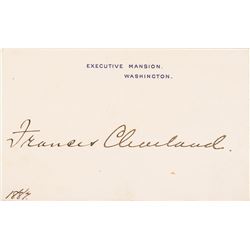 EXECUTIVE MANSION.
WASHINGTON.
Frances Cleveland.
1887.